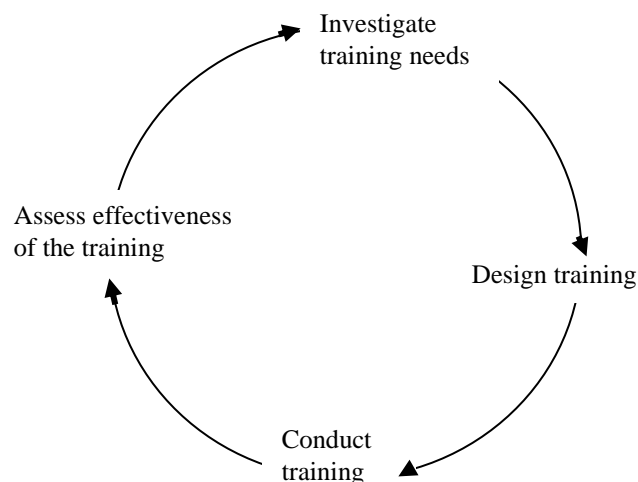 Investigate
training needs
Design training
Conduct
training
Assess effectiveness
of the training